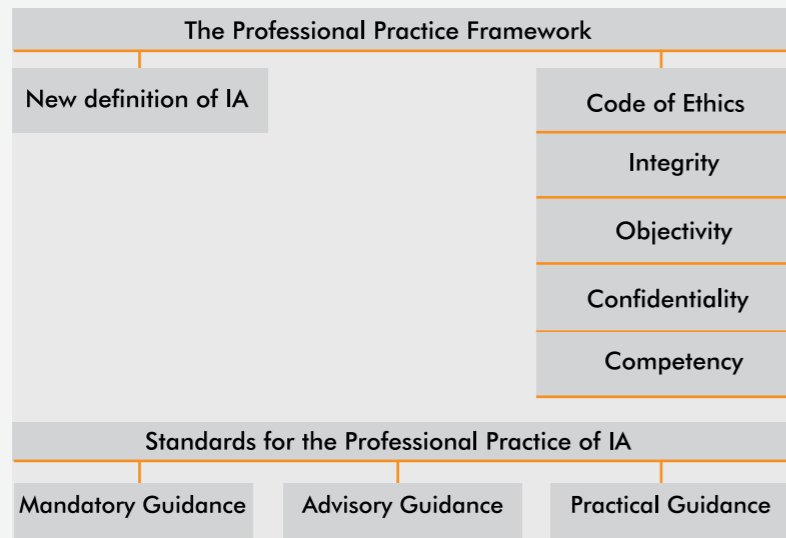 The Professional Practice Framework
New definition of IA
Code of Ethics
Integrity
Objectivity
Confidentiality
Competency
Standards for the Professional Practice of IA
Mandatory Guidance
Advisory Guidance
Practical Guidance